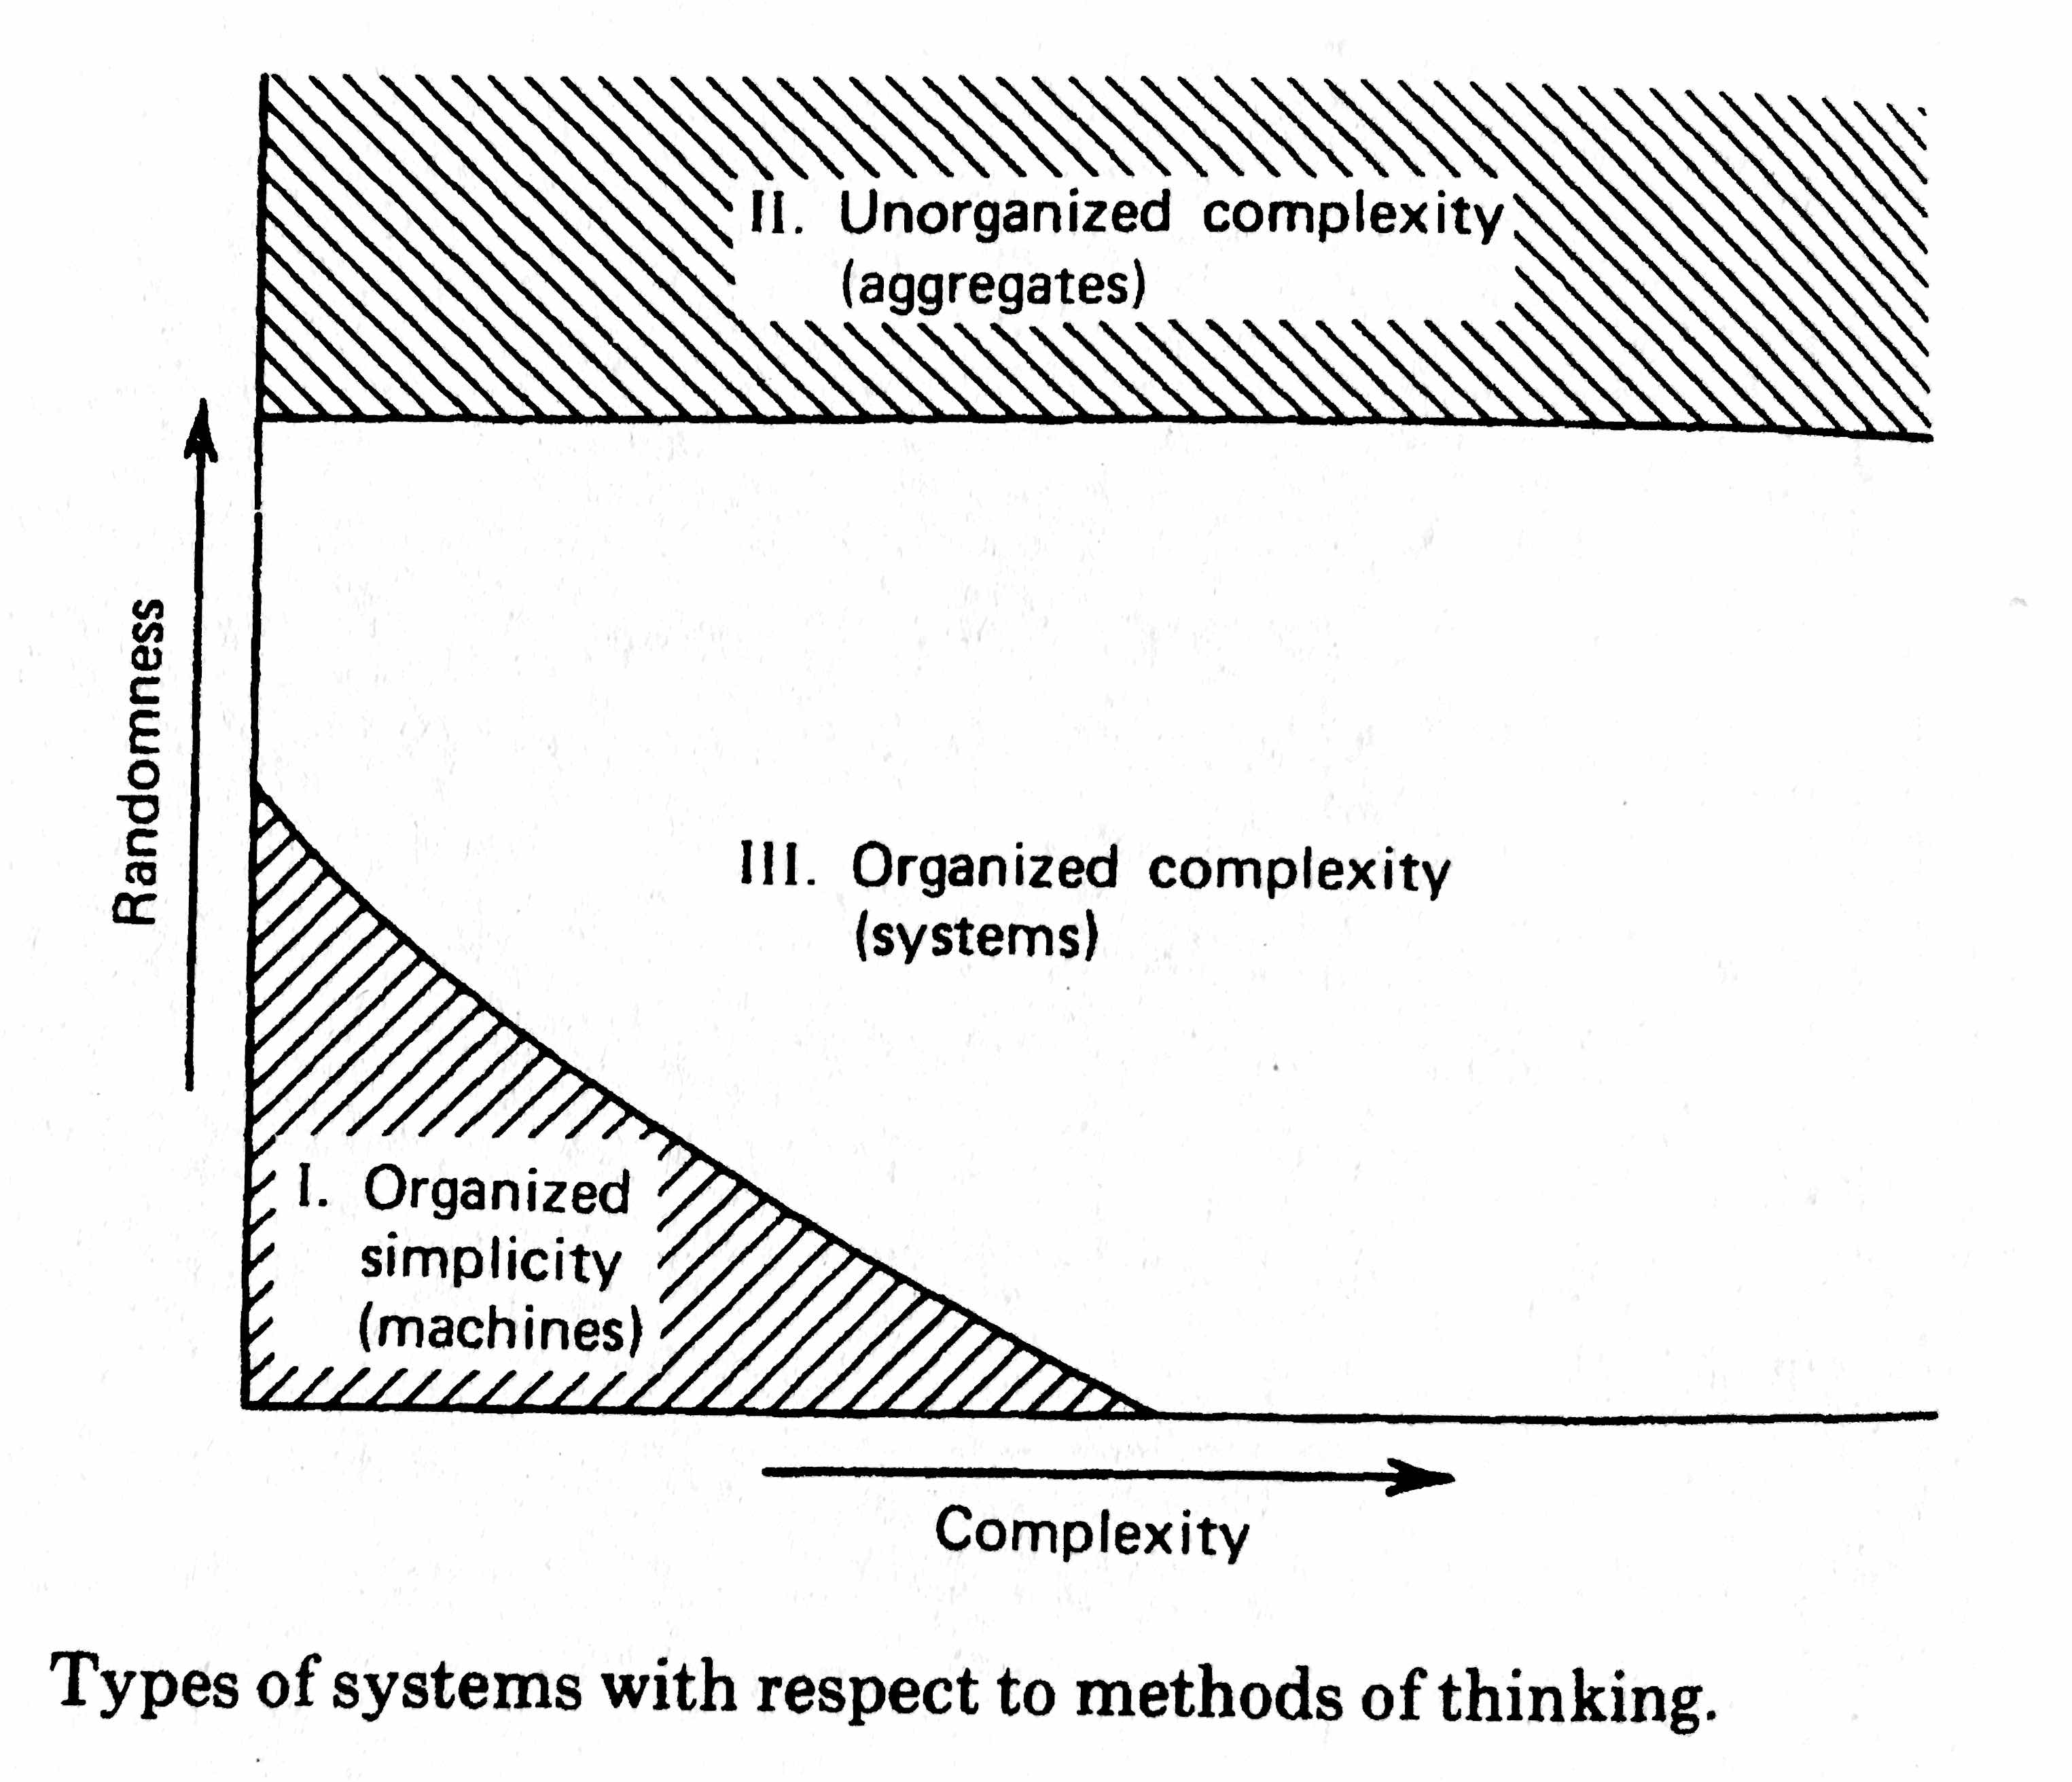 II. Unorganized complexity
(aggregates)
Randomness
III. Organized complexity
(systems)
I. Organized
simplicity
(machines)
Complexity
Types of systems with respect to methods of thinking.